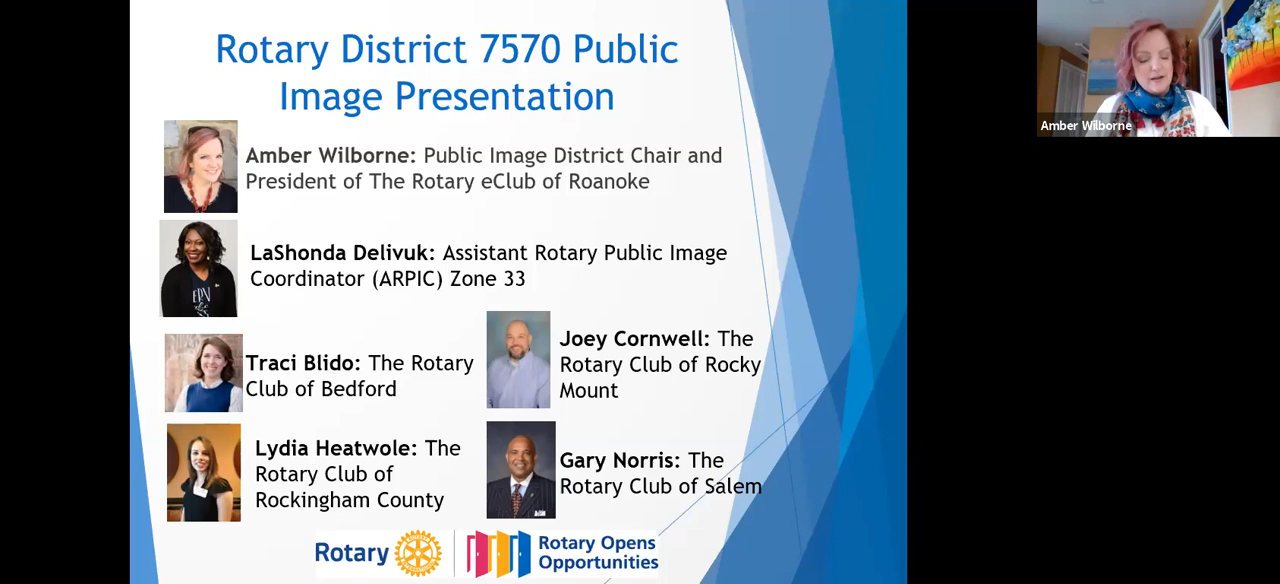 Rotary District 7570 Public
Image Presentation
Amber Wilborne: Public Image District Chair and
President of The Rotary eClub of Roanoke
LaShonda Delivuk: Assistant Rotary Public Image
Coordinator (ARPIC) Zone 33
Traci Blido: The Rotary
Club of Bedford
Joey Cornwell: The
Rotary Club of Rocky
Mount
Lydia Heatwole: The
Rotary Club of
Rockingham County
Gary Norris: The
Rotary Club of Salem
Rotary
Rotary Opens
Opportunities
Amber Wilborne